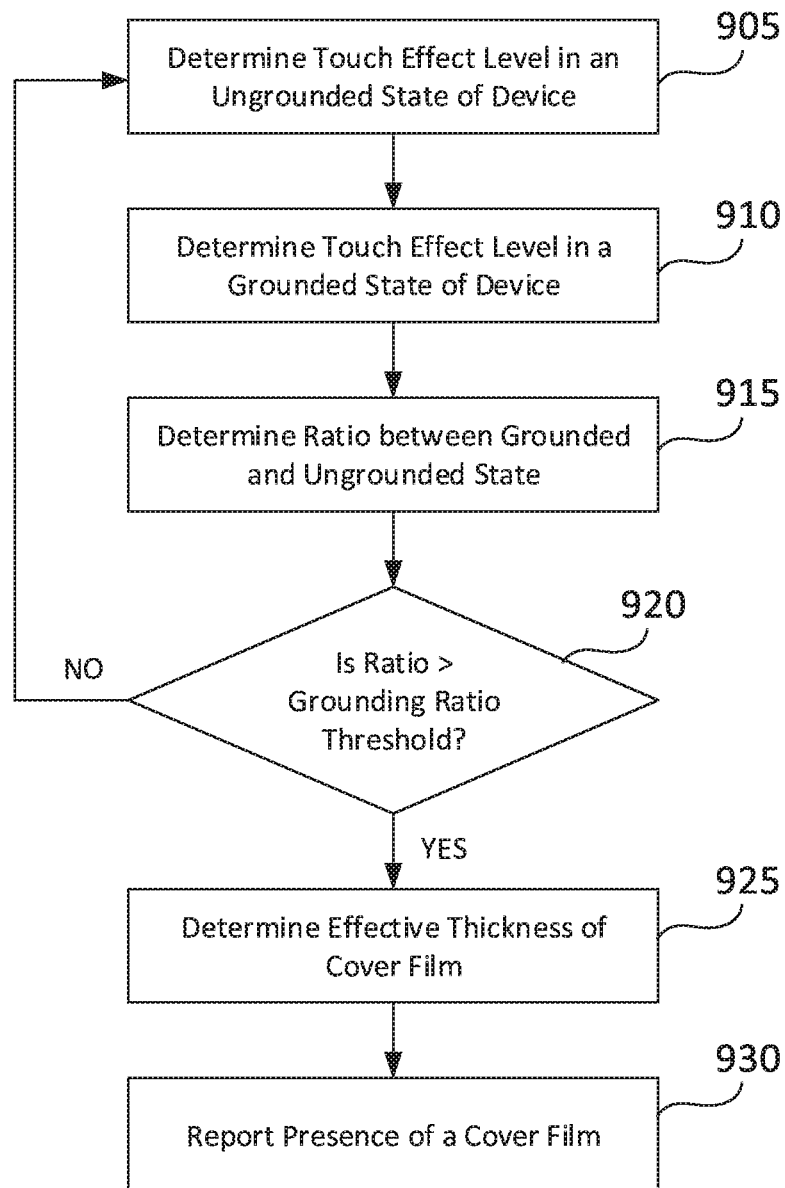 905
Determine Touch Effect Level in an
Ungrounded State of Device
910
Determine Touch Effect Level in a
Grounded State of Device
915
Determine Ratio between Grounded
and Ungrounded State
920
Is Ratio >
Grounding Ratio
Threshold?
NO
YES
925
Determine Effective Thickness of
Cover Film
930
Report Presence of a Cover Film